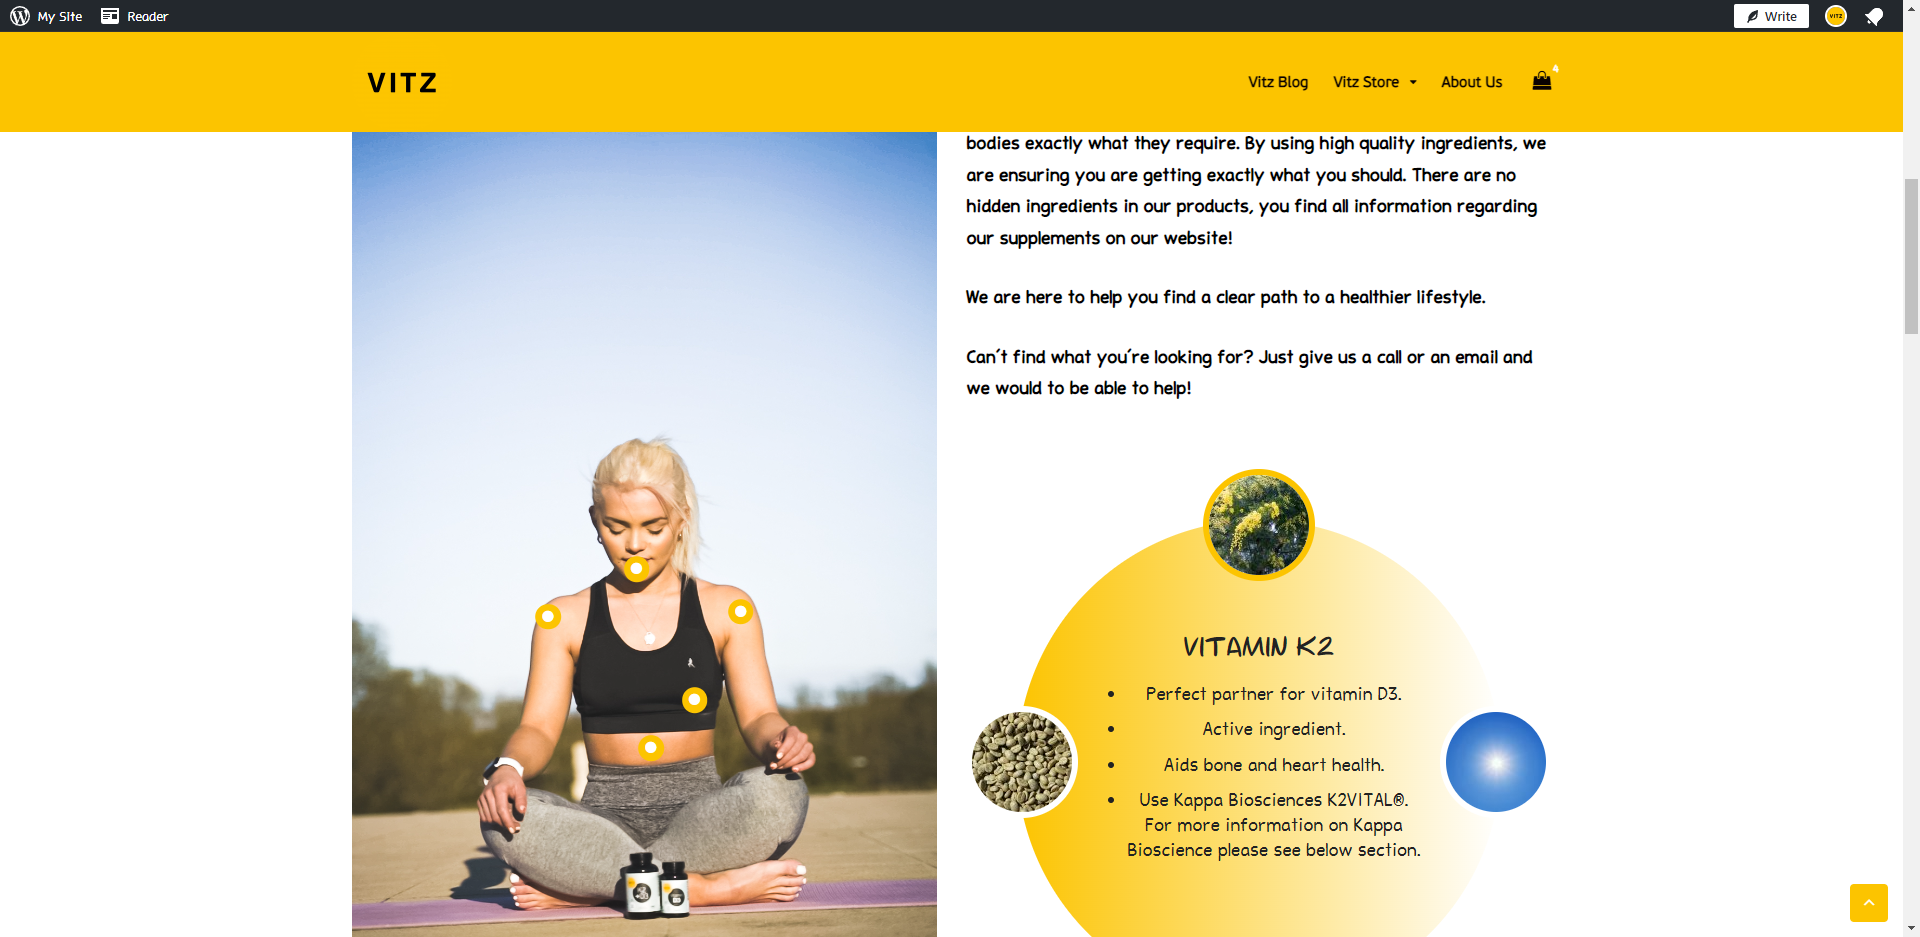 My Site
Reader
Write
VITZ
VITZ
Vitz Blog
Vitz Store
About Us
4
bodies exactly what they require. By using high quality ingredients, we
are ensuring you are getting exactly what you should. There are no
hidden ingredients in our products, you find all information regarding
our supplements on our website!
We are here to help you find a clear path to a healthier lifestyle.
Can´t find what you´re looking for? Just give us a call or an email and
we would to be able to help!
VITAMIN K2
Perfect partner for vitamin D3.
Active ingredient.
Aids bone and heart health.
Use Kappa Biosciences K2VITAL®.
For more information on Kappa
Bioscience please see below section.